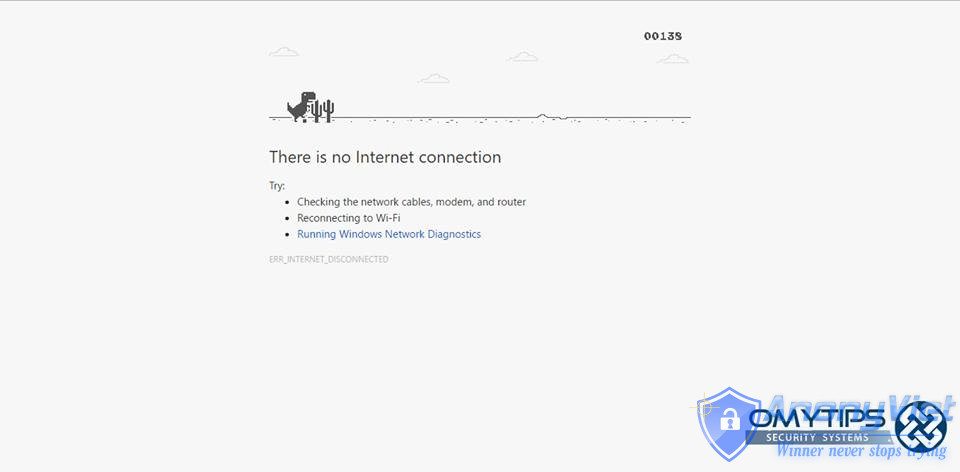 00138
There is no Internet connection
Try:
Checking the network cables, modem, and router
Reconnecting to Wi-Fi
Running Windows Network Diagnostics
ERR_INTERNET_DISCONNECTED
AnonyViet
OMYTIPS
SECURITY SYSTEMS
Winner never stops trying